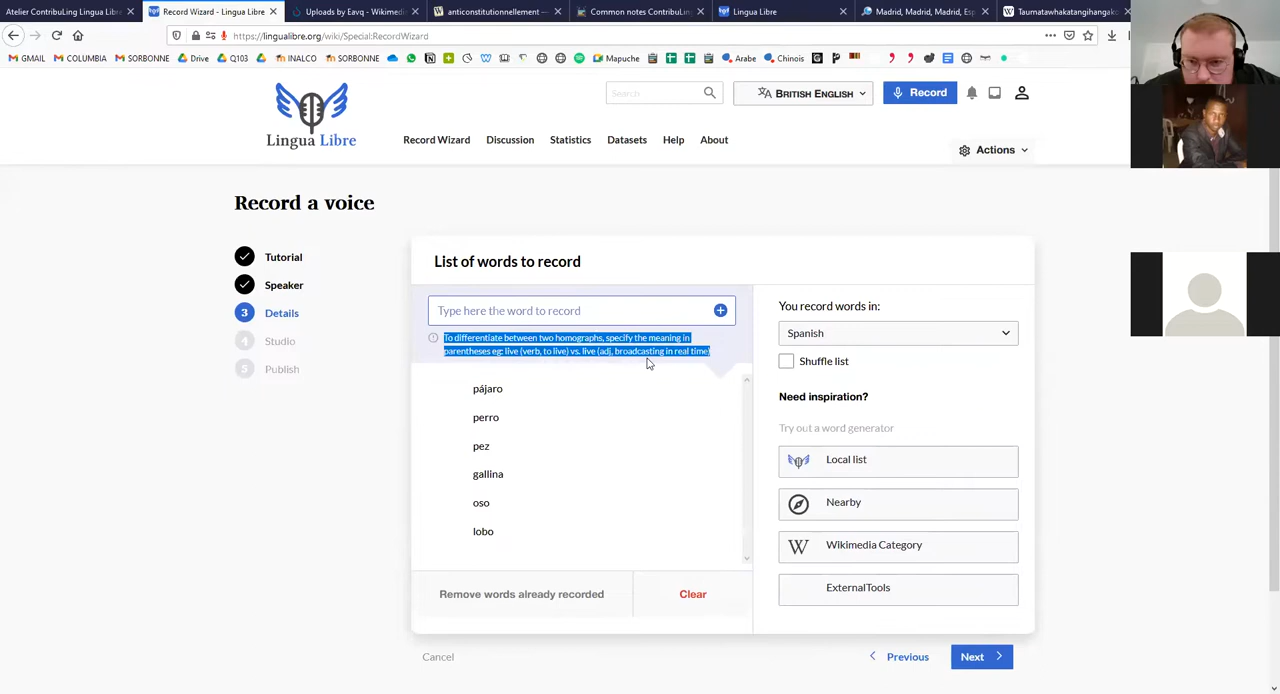 Atelier ContribuLing Lingua Libre
Record Wizard - Lingua Libre
Uploads by Eavq - Wikimedi
anticonstitutionnellement —
Common notes ContribuLin
Lingua Libre
Madrid, Madrid, Madrid, Esp
Taumatawhakatangihangako
https://lingualibre.org/wiki/Special:RecordWizard
GMAIL
COLUMBIA
SORBONNE
Drive
Q103
INALCO
SORBONNE
Mapuche
Arabe
Chinois
Lingua Libre
Search
BRITISH ENGLISH
Record
Record Wizard
Discussion
Statistics
Datasets
Help
About
Actions
Record a voice
Tutorial
Speaker
3 Details
4 Studio
5 Publish
List of words to record
Type here the word to record
To differentiate between two homographs, specify the meaning in
parentheses eg: live (verb, to live) vs. live (adj, broadcasting in real time)
pájaro
perro
pez
gallina
oso
lobo
Remove words already recorded
Clear
You record words in:
Spanish
Shuffle list
Need inspiration?
Try out a word generator
Local list
Nearby
Wikimedia Category
ExternalTools
Cancel
Previous
Next